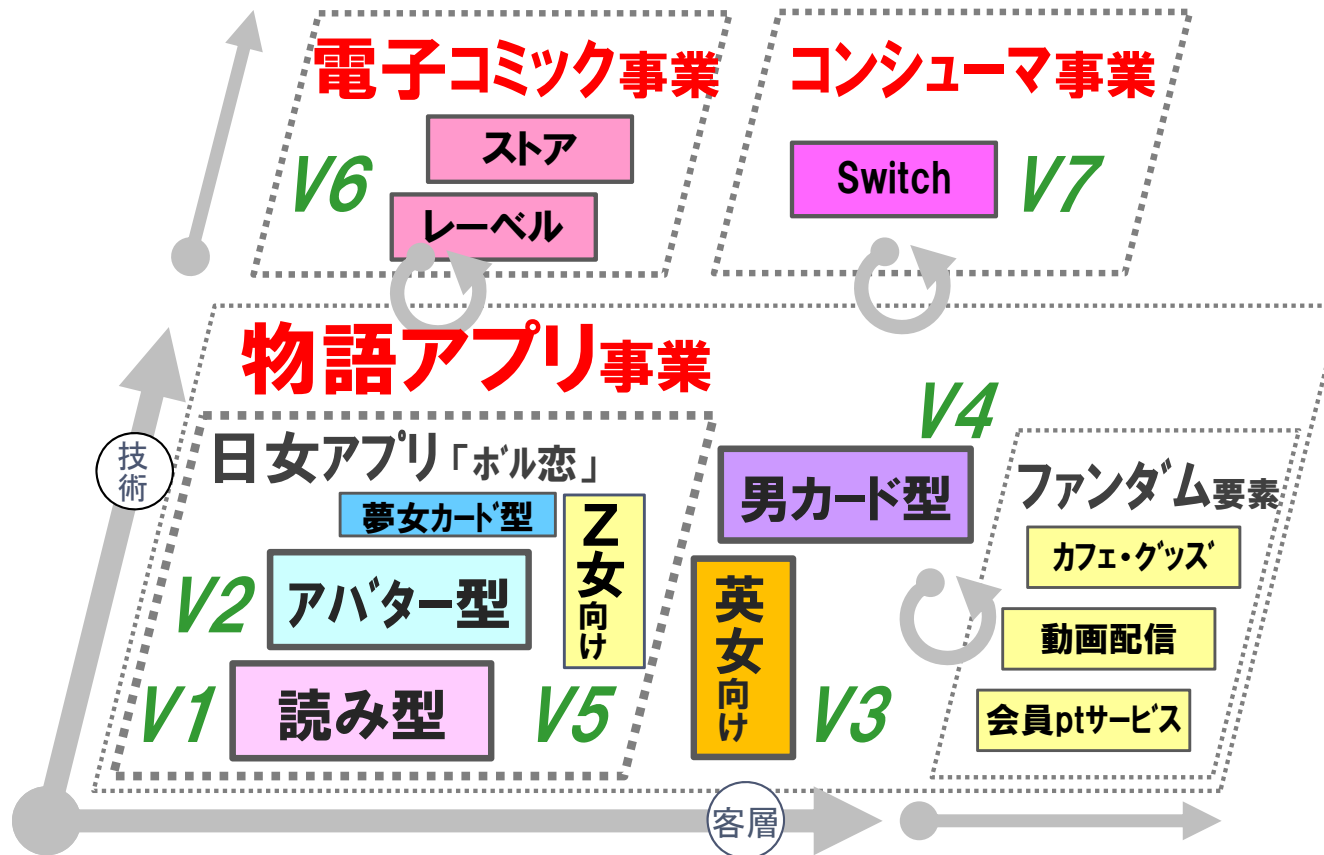 電子コミック事業
コンシューマ事業
ストア
V6
レーベル
Switch
V7
物語アプリ事業
V4
技術
日女アプリ「ボル恋」
夢女カード型
Z女向け
V2
アバター型
V1
読み型
V5
男カード型
英女向け
V3
ファンダム要素
カフェ・グッズ
動画配信
会員ptサービス
客層